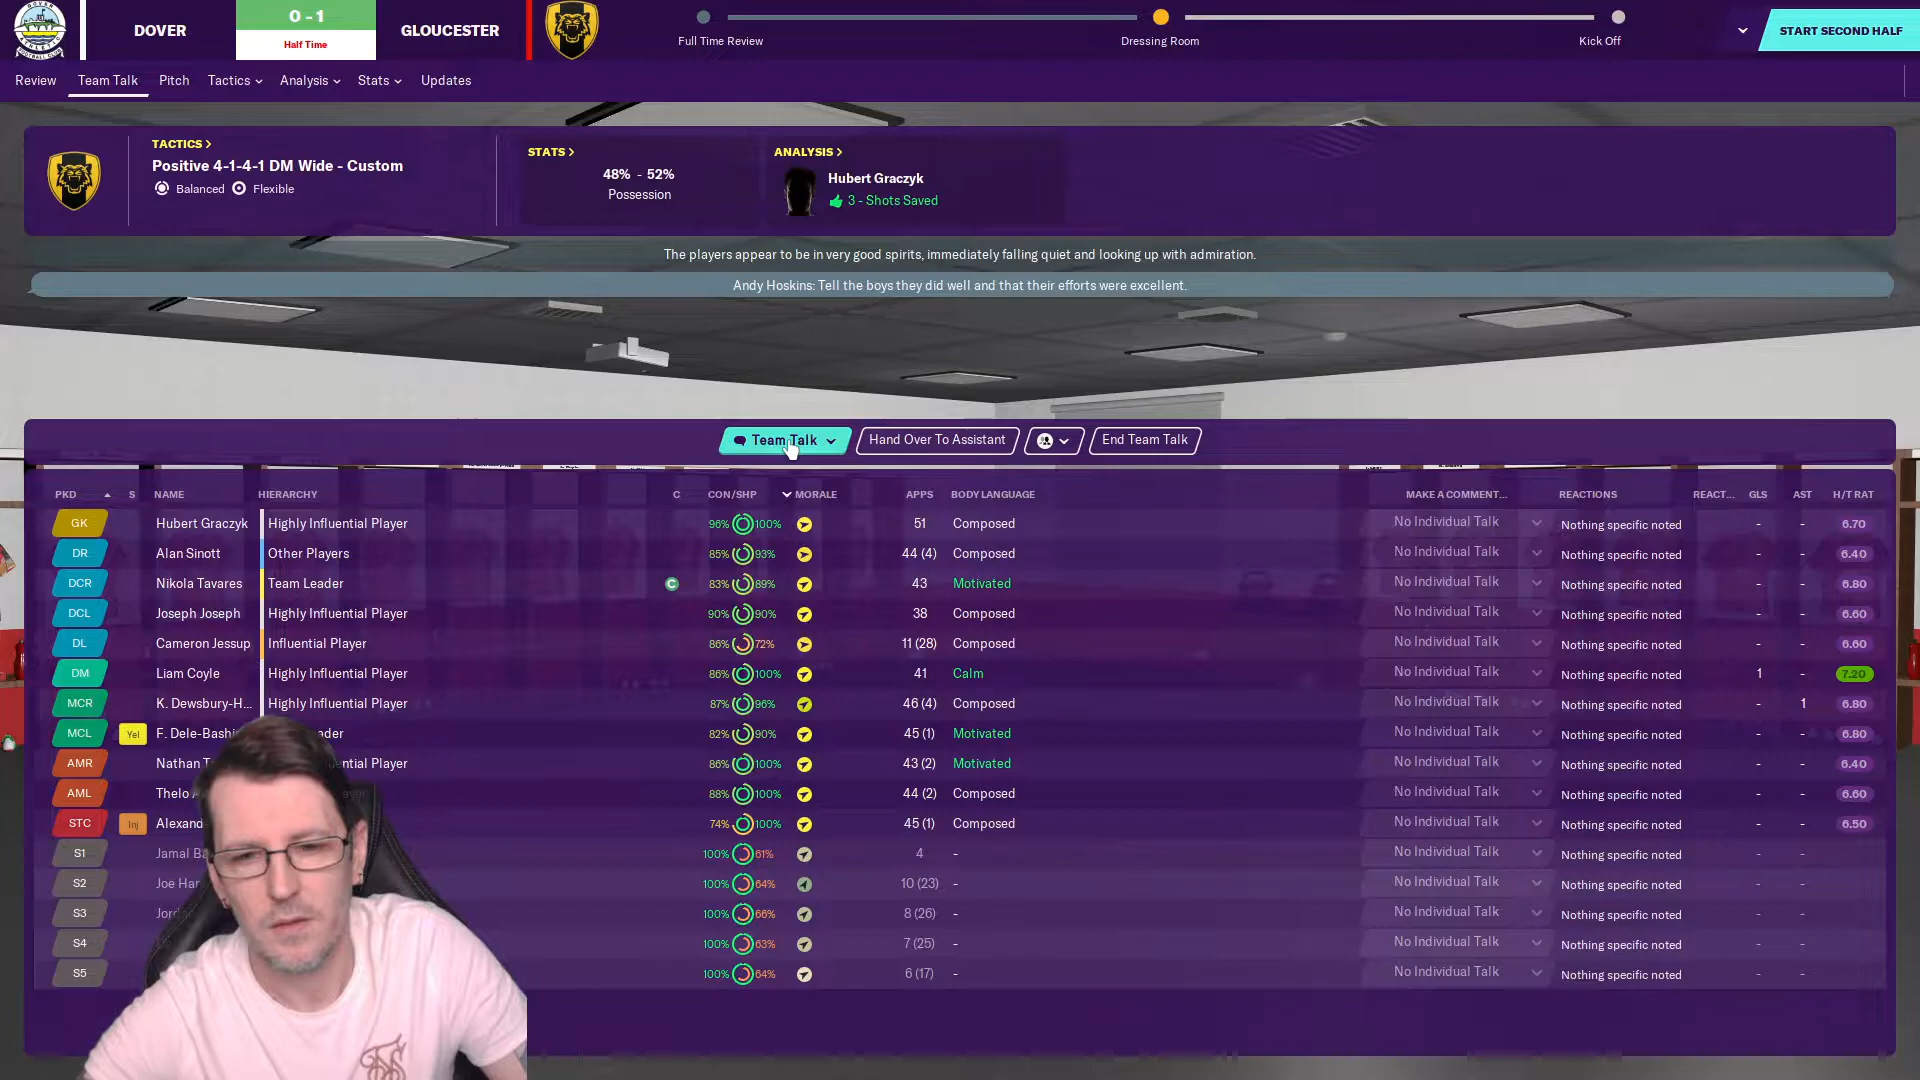 DOVER
0 - 1
Half Time
GLOUCESTER
Full Time Review
Dressing Room
Kick Off
START SECOND HALF
Review
Team Talk
Pitch
Tactics
Analysis
Stats
Updates
TACTICS
Positive 4-1-4-1 DM Wide - Custom
Balanced Flexible
STATS
48% - 52%
Possession
ANALYSIS
Hubert Graczyk
3 - Shots Saved
The players appear to be in very good spirits, immediately falling quiet and looking up with admiration.
Andy Hoskins: Tell the boys they did well and that their efforts were excellent.
Team Talk
Hand Over To Assistant
End Team Talk
PKD S NAME HIERARCHY C CON/SHP MORALE APPS BODY LANGUAGE MAKE A COMMENT... REACTIONS REACT... GLS AST H/T RAT
GK Hubert Graczyk Highly Influential Player 96% 100% 51 Composed No Individual Talk Nothing specific noted - - 6.70
DR Alan Sinott Other Players 85% 93% 44 (4) Composed No Individual Talk Nothing specific noted - - 6.40
DCR Nikola Tavares Team Leader C 83% 89% 43 Motivated No Individual Talk Nothing specific noted - - 6.80
DCL Joseph Joseph Highly Influential Player 90% 90% 38 Composed No Individual Talk Nothing specific noted - - 6.60
DL Cameron Jessup Influential Player 86% 72% 11 (28) Composed No Individual Talk Nothing specific noted - - 6.60
DM Liam Coyle Highly Influential Player 86% 100% 41 Calm No Individual Talk Nothing specific noted 1 - 7.20
MCR K. Dewsbury-H... Highly Influential Player 87% 96% 46 (4) Composed No Individual Talk Nothing specific noted - 1 6.80
MCL Yel F. Dele-Bashi 82% 90% 45 (1) Motivated No Individual Talk Nothing specific noted - - 6.80
AMR Nathan Player 86% 100% 43 (2) Motivated No Individual Talk Nothing specific noted - - 6.40
AML Thelo 88% 100% 44 (2) Composed No Individual Talk Nothing specific noted - - 6.60
STC Inj Alexand 74% 100% 45 (1) Composed No Individual Talk Nothing specific noted - - 6.50
S1 Jamal 100% 61% 4 - No Individual Talk Nothing specific noted - -
S2 Joe Har 100% 64% 10 (23) - No Individual Talk Nothing specific noted - -
S3 100% 66% 8 (26) - No Individual Talk Nothing specific noted - -
S4 100% 63% 7 (25) - No Individual Talk Nothing specific noted - -
S5 100% 64% 6 (17) - No Individual Talk Nothing specific noted - -